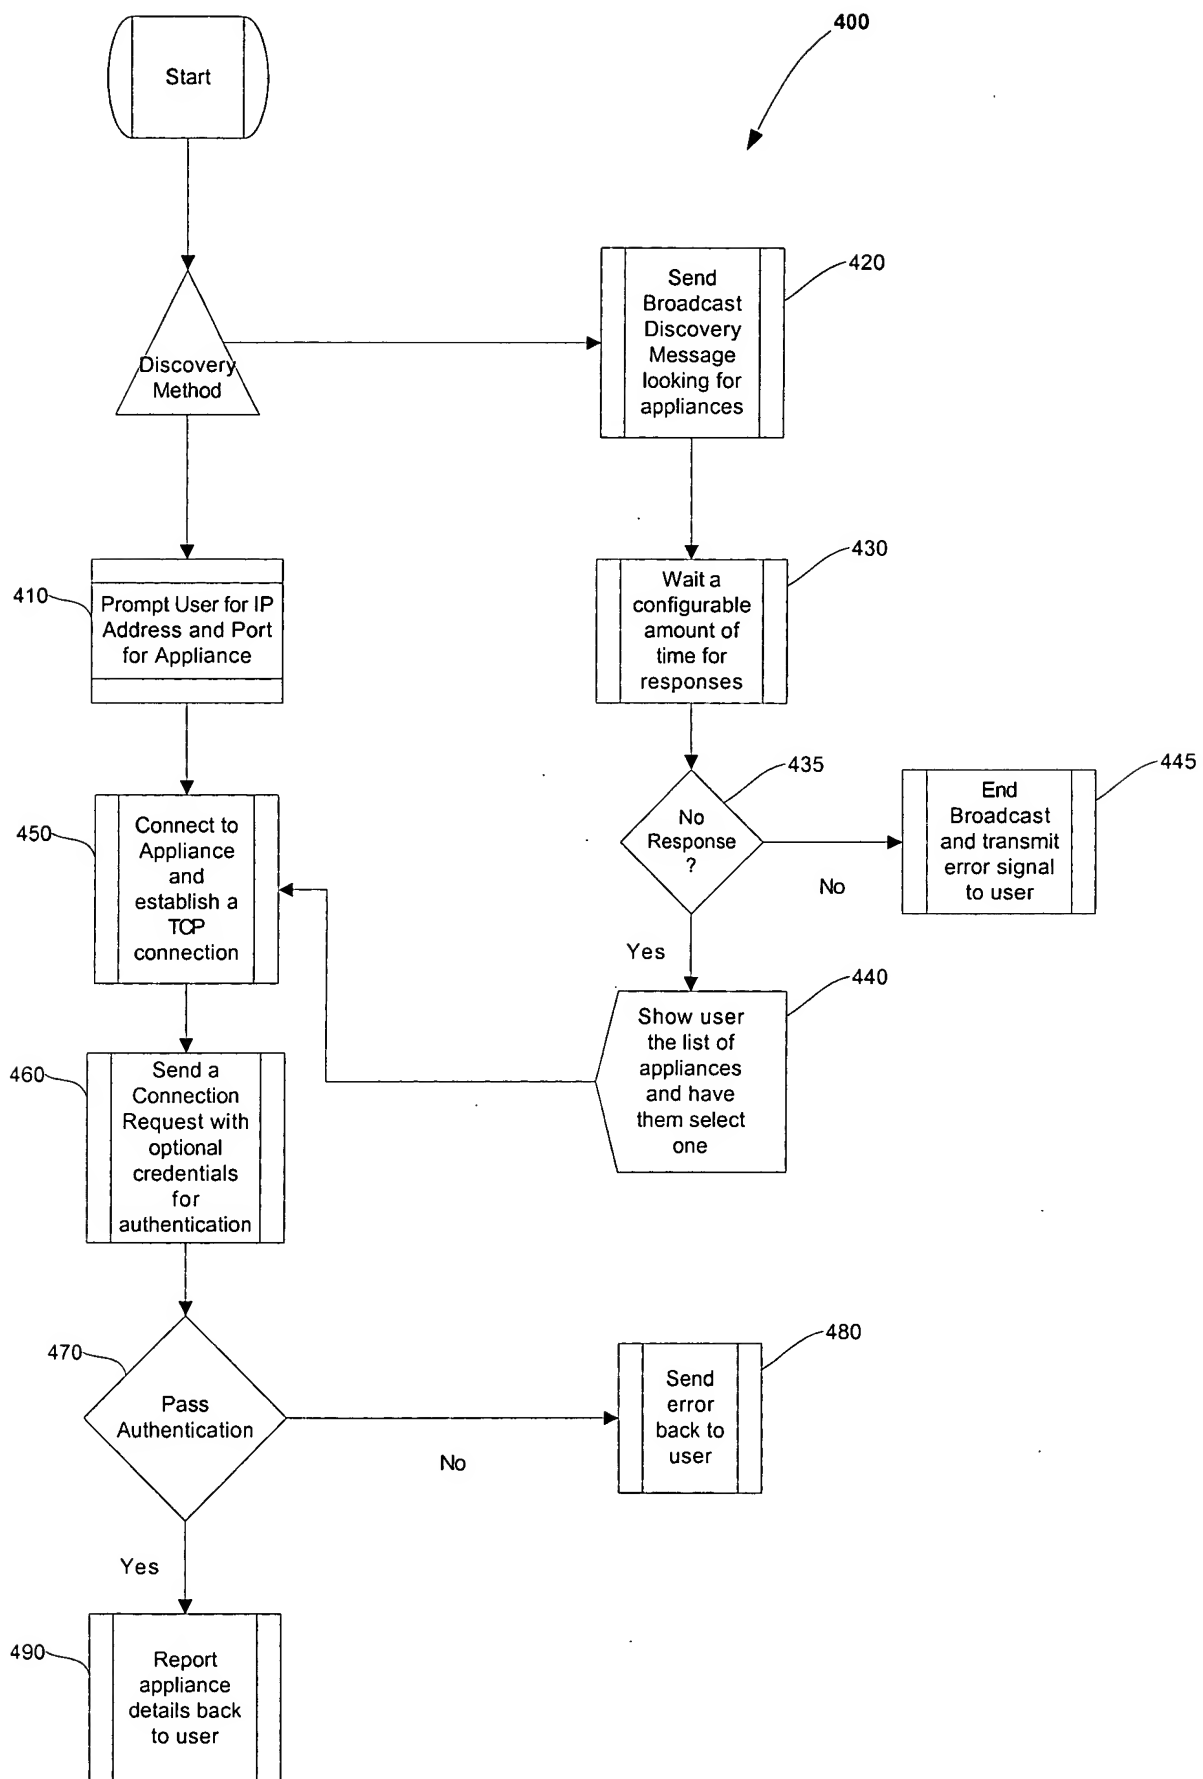 400
Start
420
Send
Broadcast
Discovery
Message
looking for
appliances
Discovery
Method
430
Wait a
configurable
amount of
time for
responses
410
Prompt User for IP
Address and Port
for Appliance
435
No
Response
?
No
Yes
445
End
Broadcast
and transmit
error signal
to user
450
Connect to
Appliance
and
establish a
TCP
connection
440
Show user
the list of
appliances
and have
them select
one
460
Send a
Connection
Request with
optional
credentials
for
authentication
470
Pass
Authentication
No
480
Send
error
back to
user
Yes
490
Report
appliance
details back
to user